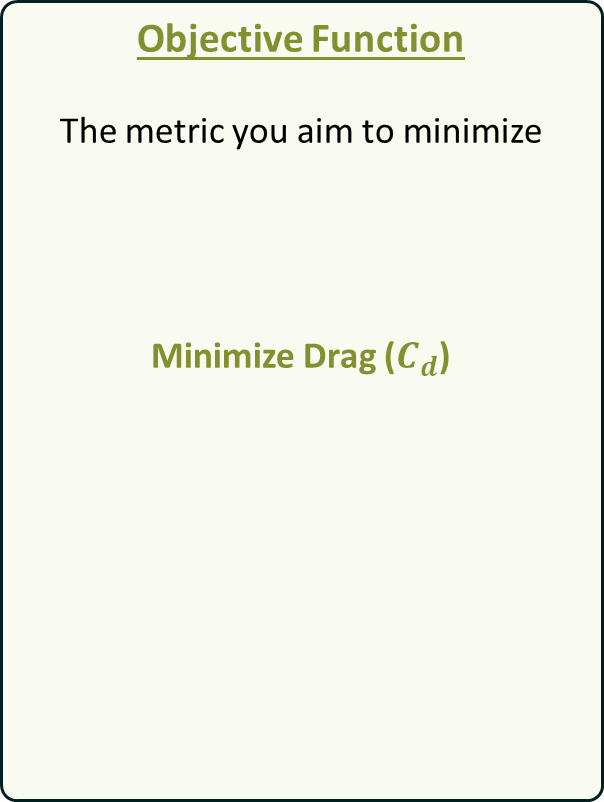 Objective Function
The metric you aim to minimize
Minimize Drag (C_d)